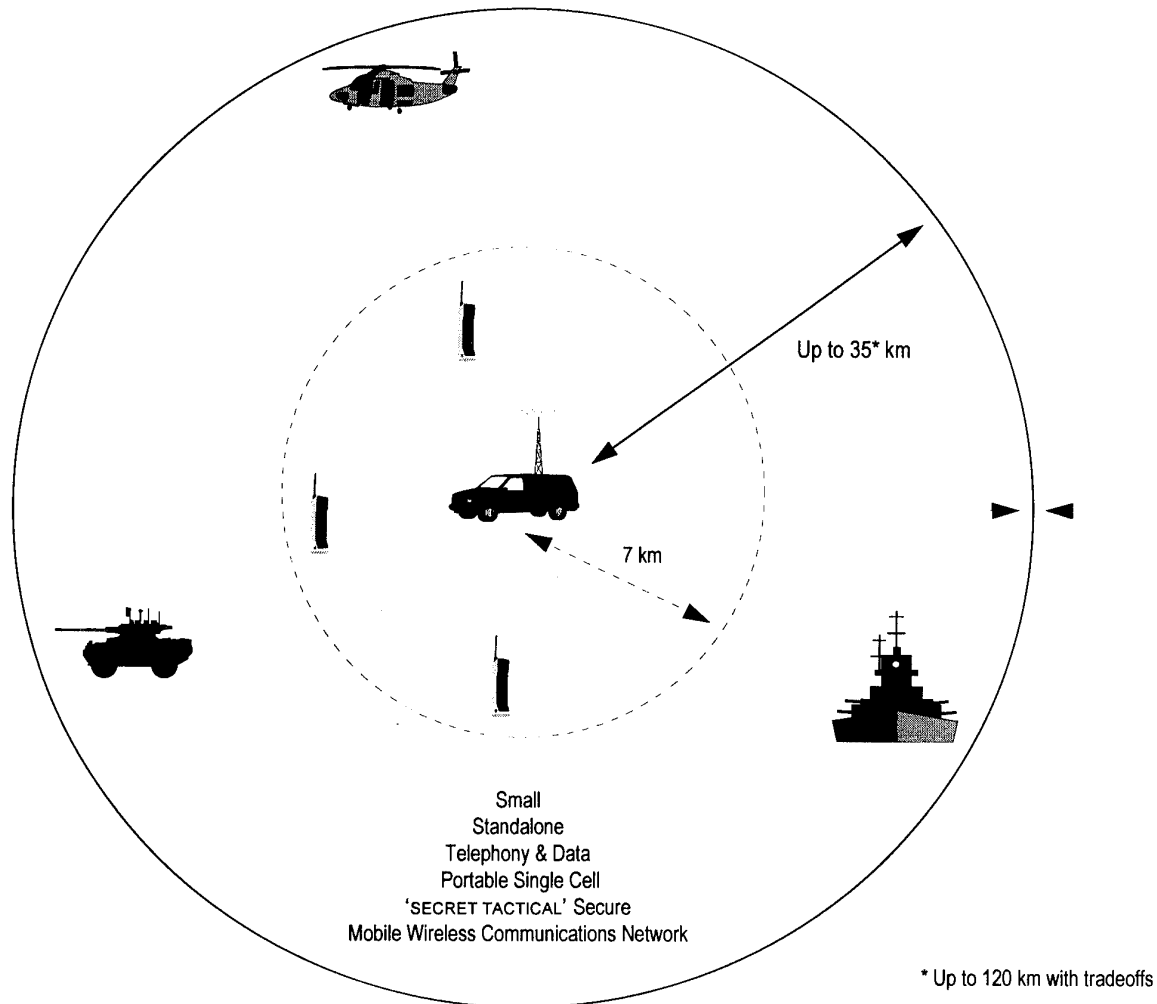 Up to 35* km
7 km
Small
Standalone
Telephony & Data
Portable Single Cell
‘SECRET TACTICAL’ Secure
Mobile Wireless Communications Network
* Up to 120 km with tradeoffs